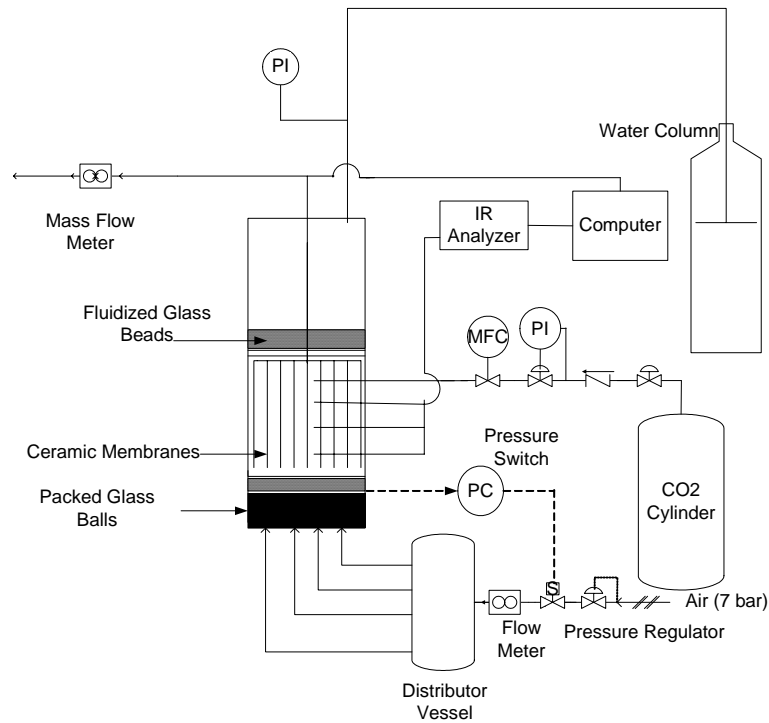 PI
Water Column
Mass Flow
Meter
IR
Analyzer
Computer
Fluidized Glass
Beads
MFC
PI
Ceramic Membranes
Pressure
Switch
Packed Glass
Balls
PC
CO2
Cylinder
S
Air (7 bar)
Flow
Meter
Pressure Regulator
Distributor
Vessel